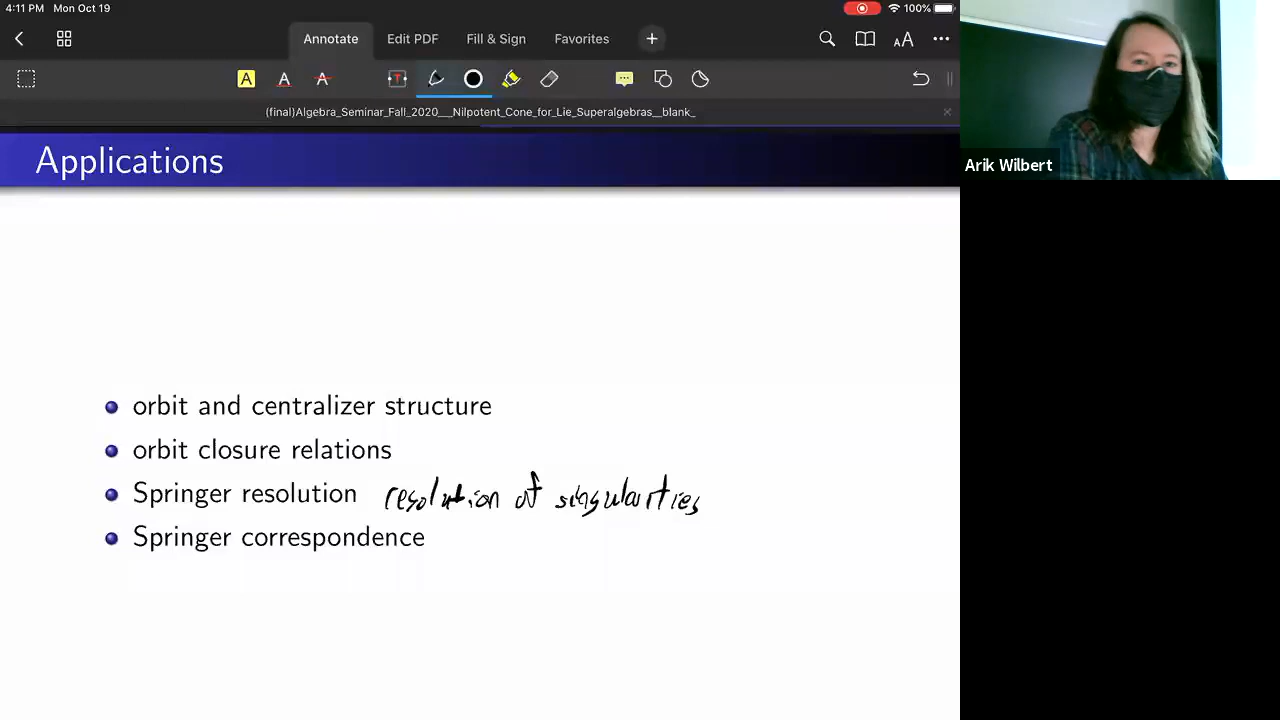 4:11 PM Mon Oct 19
100%
Annotate Edit PDF Fill & Sign Favorites
(final)Algebra_Seminar_Fall_2020___Nilpotent_Cone_for_Lie_Superalgebras__blank_
Applications
Arik Wilbert
orbit and centralizer structure
orbit closure relations
Springer resolution resolution of singularities
Springer correspondence